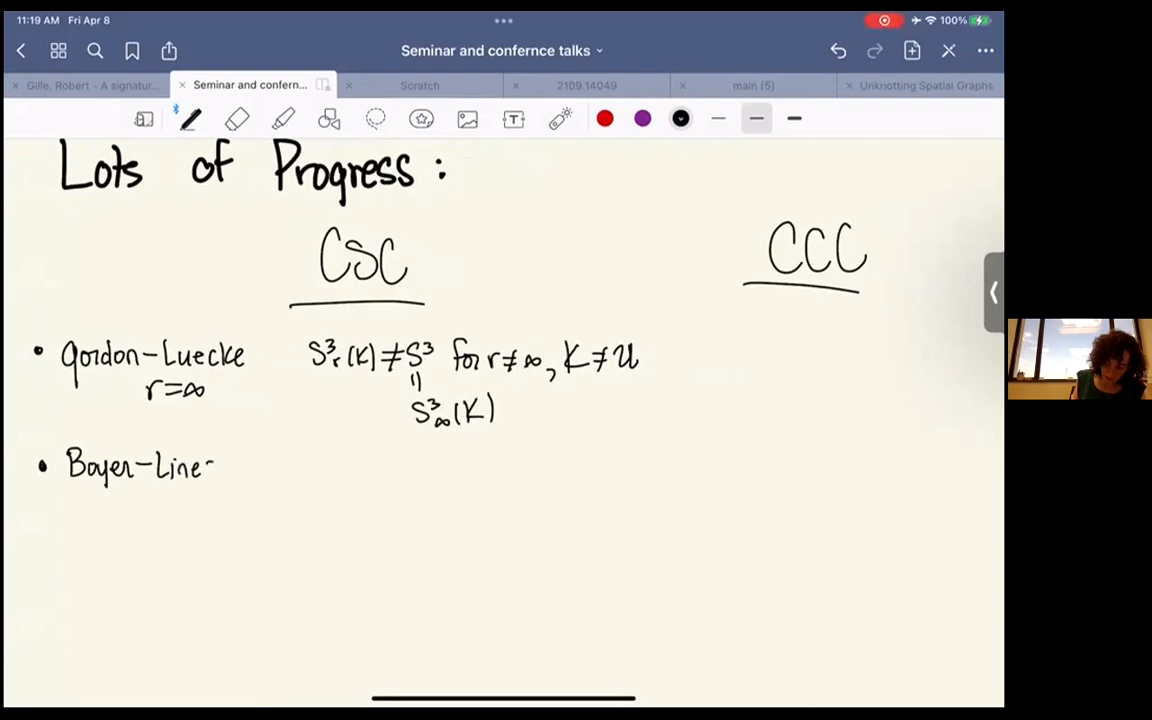 11:19 AM Fri Apr 8
100%
Seminar and confernce talks
Gille, Robert - A signatur...
Seminar and confern...
Scratch
2109.14049
main (5)
Unknotting Spatial Graphs
Lots of Progress:
CSC CCC
• Gordon-Luecke S³ᵣ(K)≠S³ for r≠∞, K≠U
r=∞ =
S³∞(K)
• Boyer-Line-